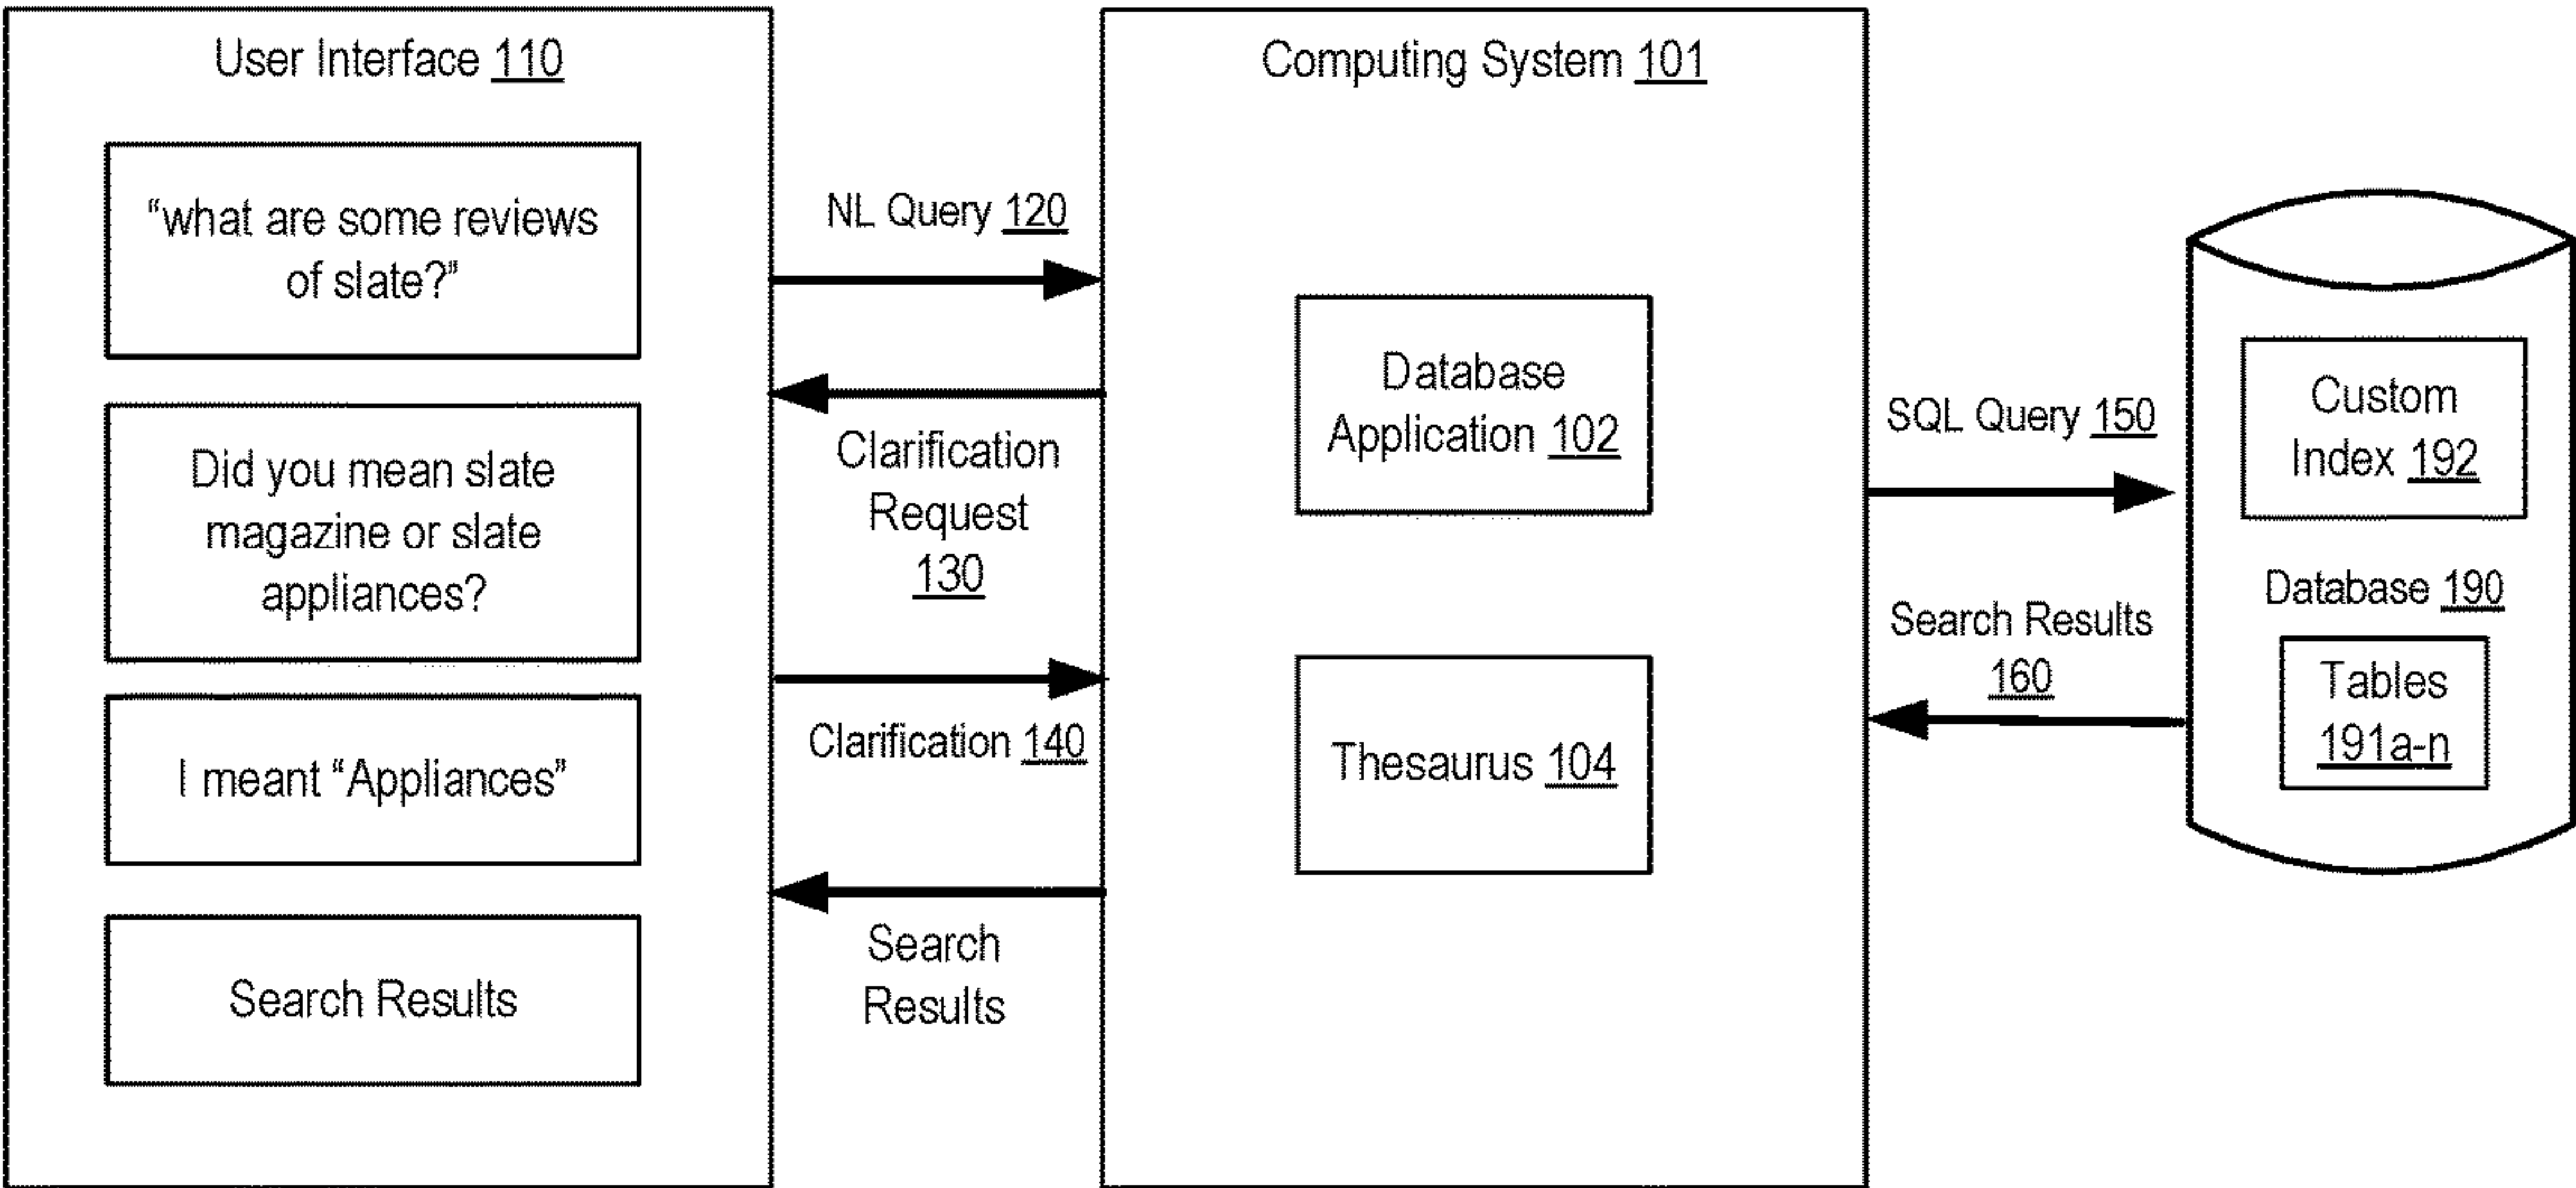 User Interface 110
"what are some reviews
of slate?"
Did you mean slate
magazine or slate
appliances?
I meant "Appliances"
Search Results
NL Query 120
Clarification
Request
130
Clarification 140
Search
Results
Computing System 101
Database
Application 102
Thesaurus 104
SQL Query 150
Search Results
160
Custom
Index 192
Database 190
Tables
191a-n